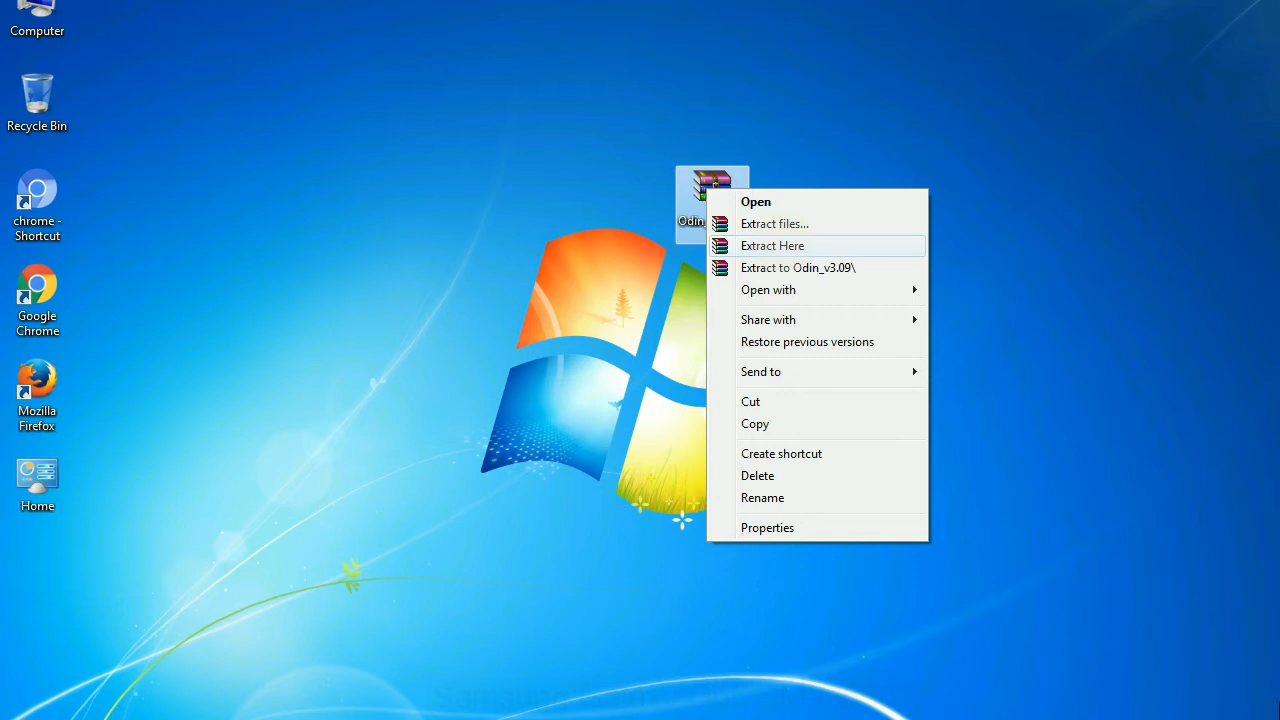 Computer
Recycle Bin
chrome -
Shortcut
Google
Chrome
Mozilla
Firefox
Home
Open
Extract files...
Extract Here
Extract to Odin_v3.09\
Open with
Share with
Restore previous versions
Send to
Cut
Copy
Create shortcut
Delete
Rename
Properties